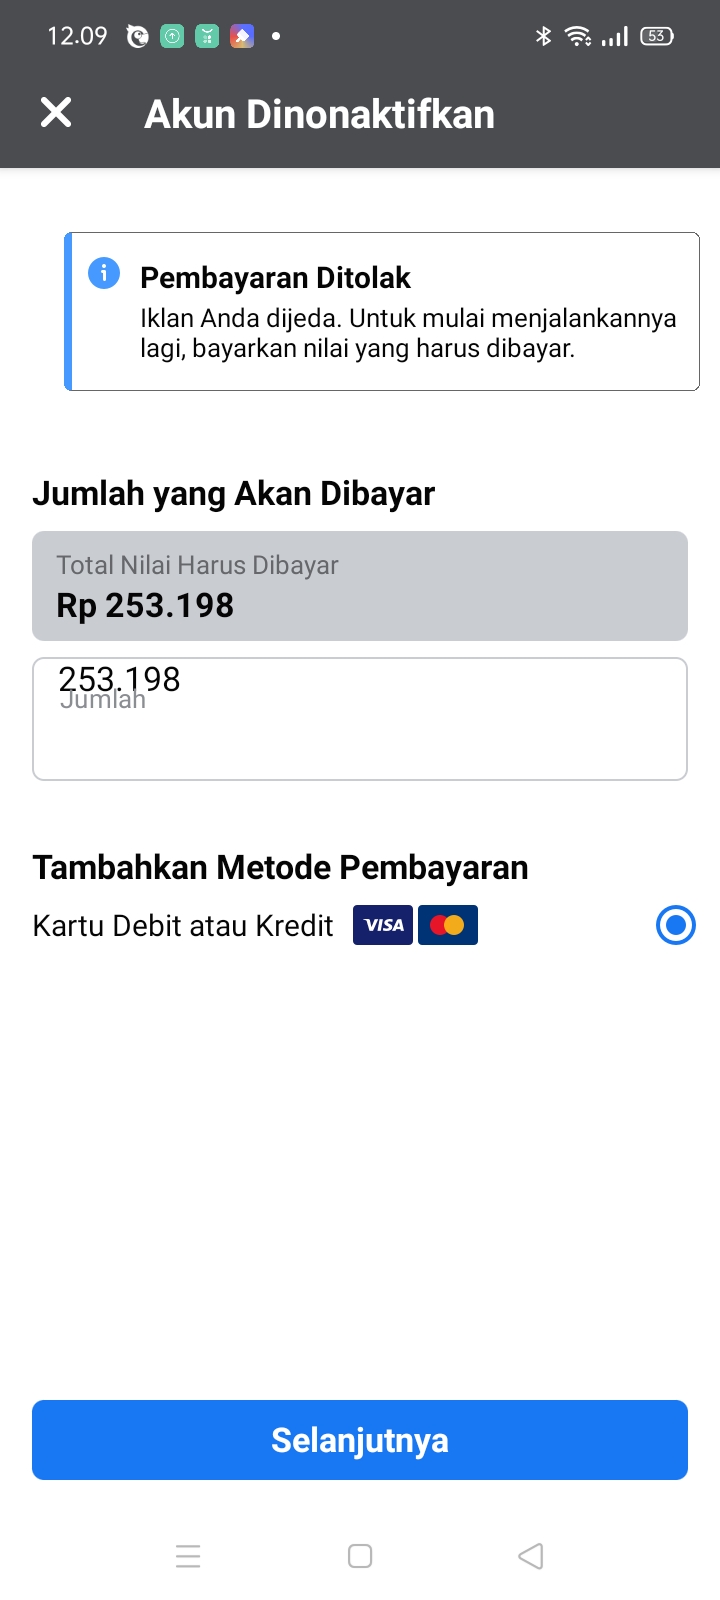 12.09
53
Akun Dinonaktifkan
Pembayaran Ditolak
Iklan Anda dijeda. Untuk mulai menjalankannya
lagi, bayarkan nilai yang harus dibayar.
Jumlah yang Akan Dibayar
Total Nilai Harus Dibayar
Rp 253.198
253.198
Jumlah
Tambahkan Metode Pembayaran
Kartu Debit atau Kredit VISA
Selanjutnya